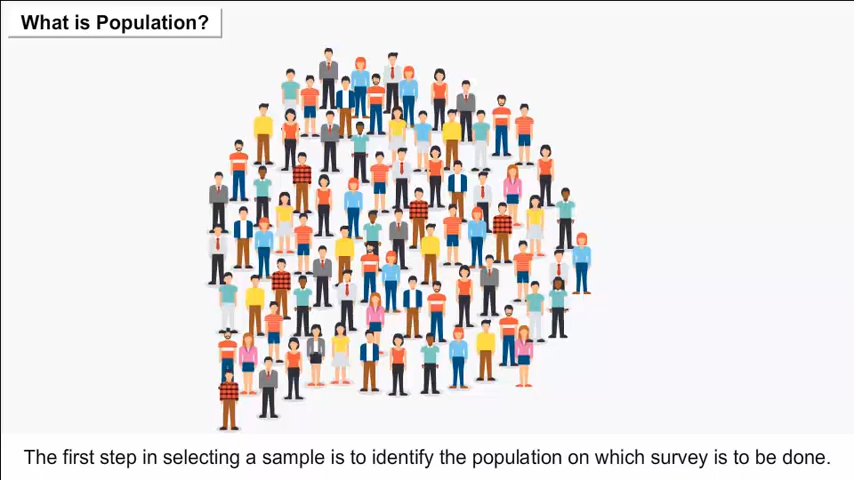 What is Population?
The first step in selecting a sample is to identify the population on which survey is to be done.